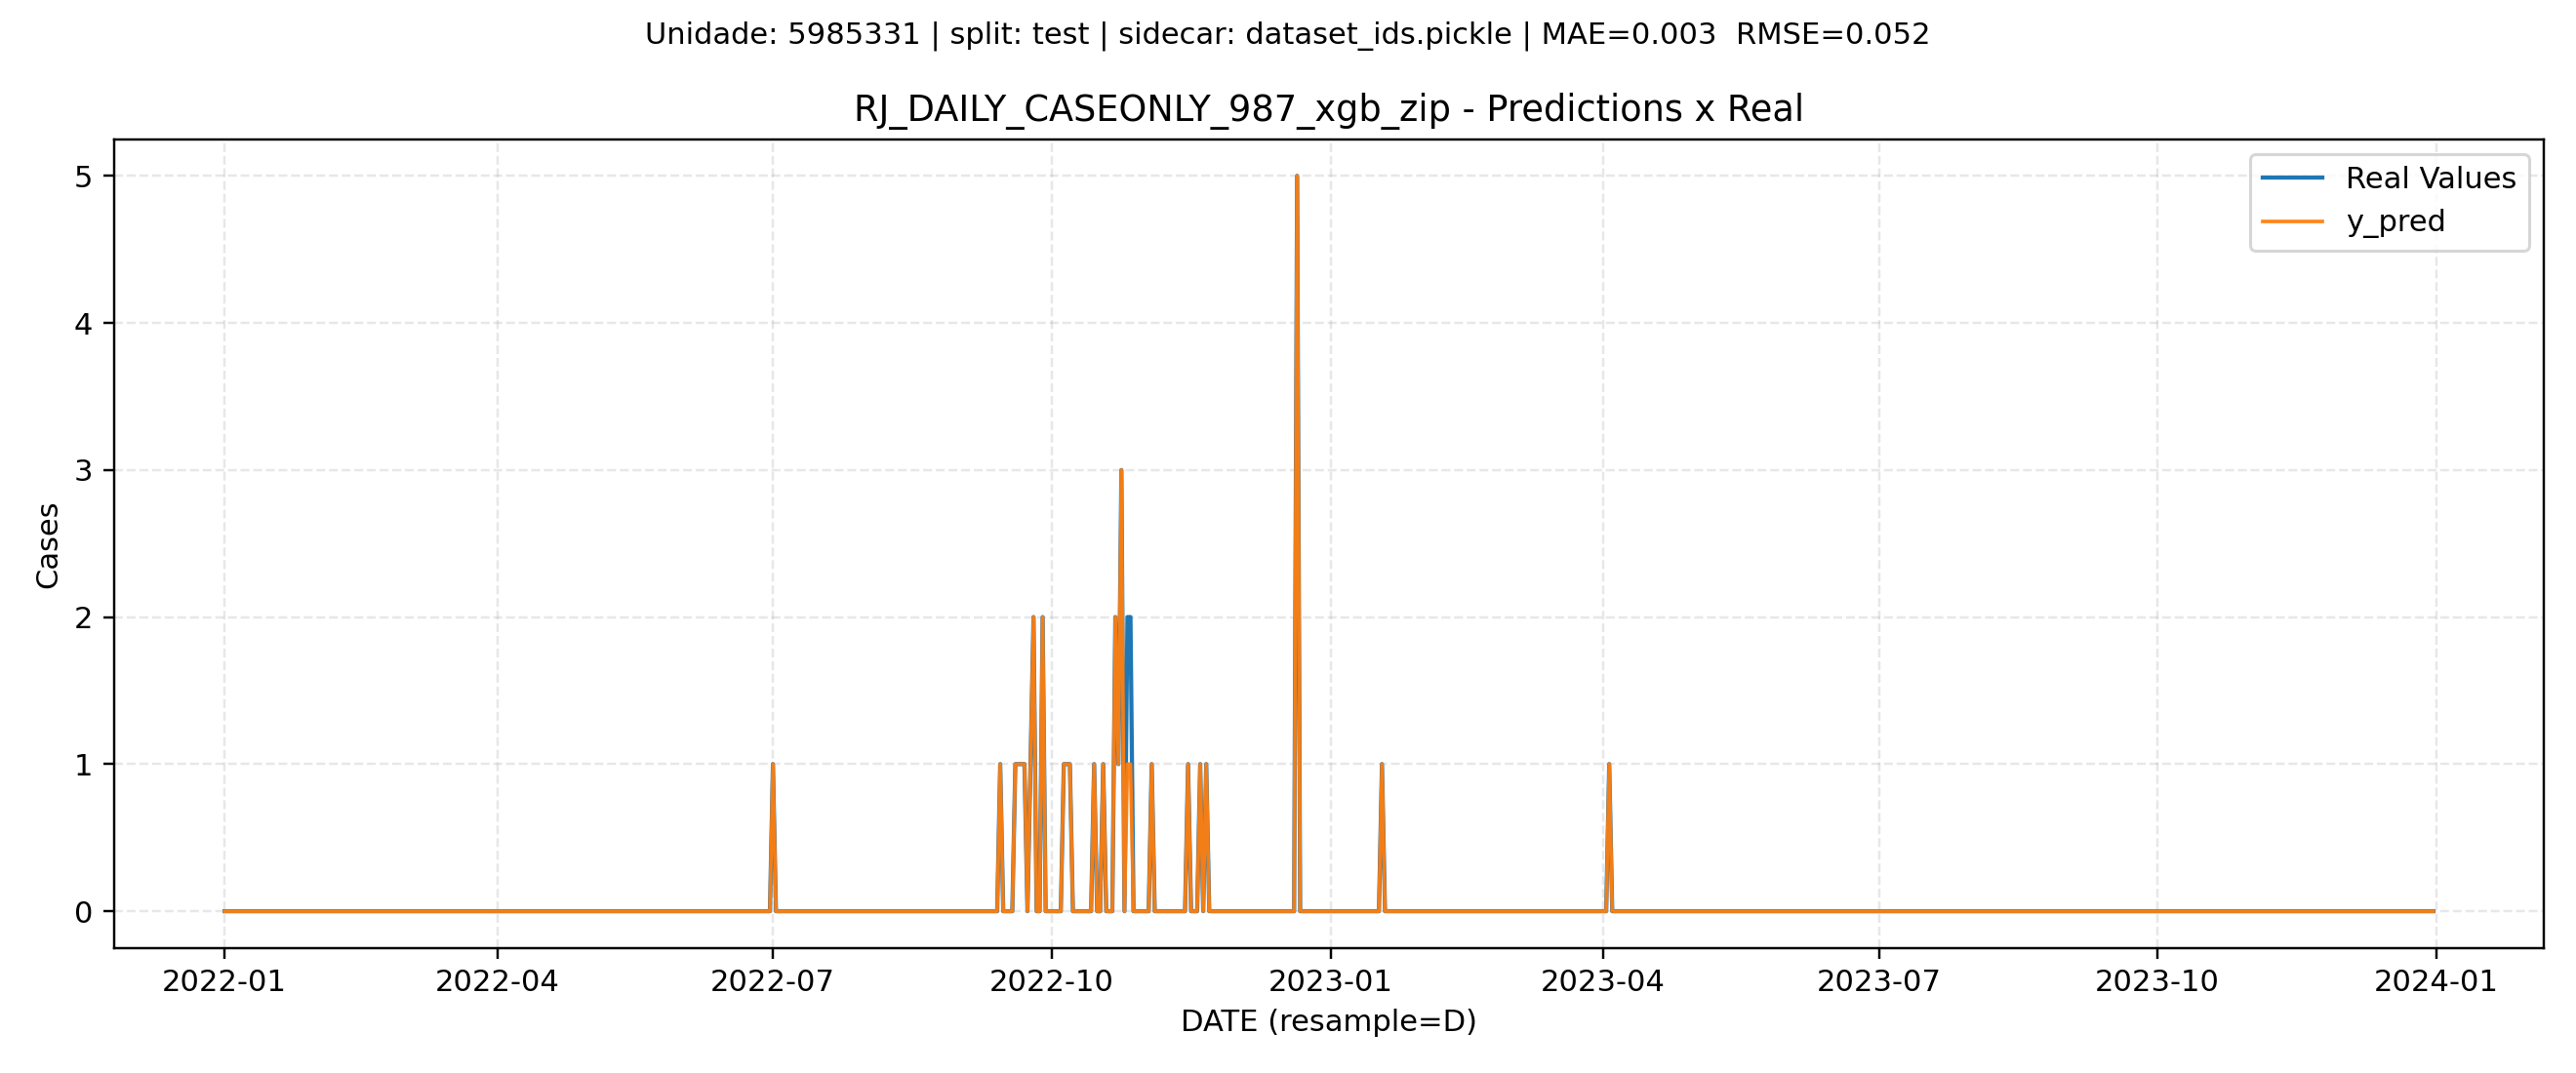 Unidade: 5985331 | split: test | sidecar: dataset_ids.pickle | MAE=0.003  RMSE=0.052
RJ_DAILY_CASEONLY_987_xgb_zip - Predictions x Real
Real Values
y_pred
Cases
5
4
3
2
1
0
2022-01 2022-04 2022-07 2022-10 2023-01 2023-04 2023-07 2023-10 2024-01
DATE (resample=D)